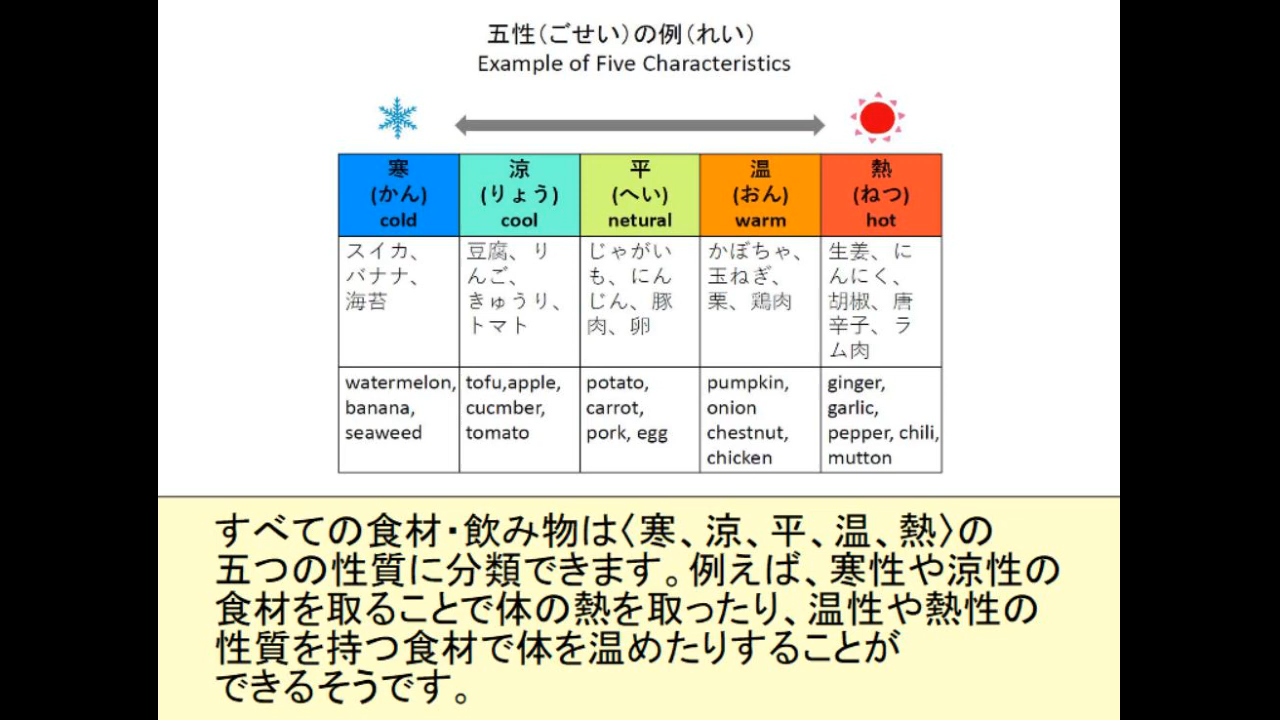 五性(ごせい)の例(れい)
Example of Five Characteristics
寒
(かん)
cold
涼
(りょう)
cool
平
(へい)
netural
温
(おん)
warm
熱
(ねつ)
hot
スイカ、
バナナ、
海苔
豆腐、り
んご、
きゅうり、
トマト
じゃがい
も、にん
じん、豚
肉、卵
かぼちゃ、
玉ねぎ、
栗、鶏肉
生姜、に
んにく、
胡椒、唐
辛子、ラ
ム肉
watermelon,
banana,
seaweed
tofu,apple,
cucmber,
tomato
potato,
carrot,
pork, egg
pumpkin,
onion
chestnut,
chicken
ginger,
garlic,
pepper, chili,
mutton
すべての食材・飲み物は〈寒、涼、平、温、熱〉の
五つの性質に分類できます。例えば、寒性や涼性の
食材を取ることで体の熱を取ったり、温性や熱性の
性質を持つ食材で体を温めたりすることが
できるそうです。